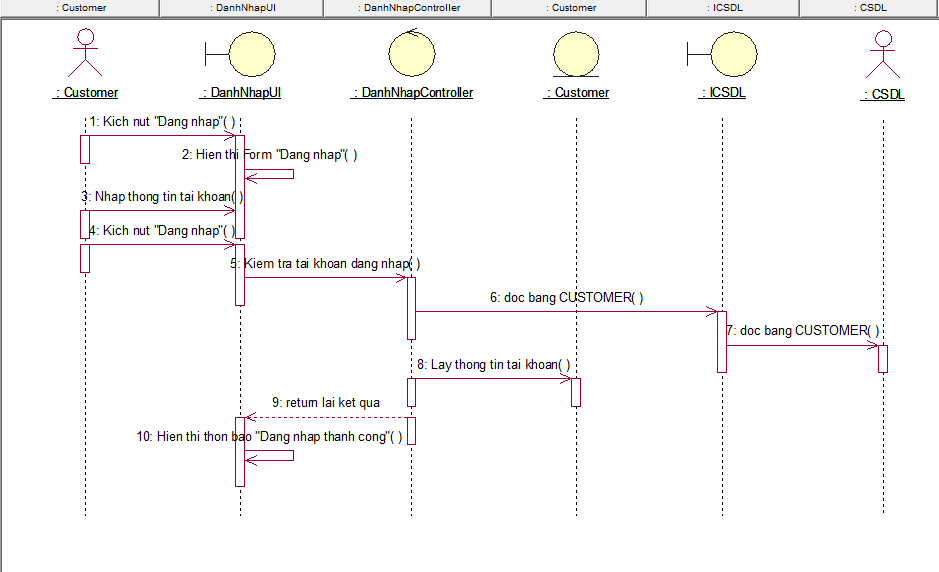 : Customer
: DanhNhapUI
: DanhNhapController
: Customer
: ICSDL
: CSDL
: Customer
: DanhNhapUI
: DanhNhapController
: Customer
: ICSDL
: CSDL
1: Kich nut "Dang nhap"( )
2: Hien thi Form "Dang nhap"( )
3: Nhap thong tin tai khoan( )
4: Kich nut "Dang nhap"( )
5: Kiem tra tai khoan dang nhap( )
6: doc bang CUSTOMER( )
7: doc bang CUSTOMER( )
8: Lay thong tin tai khoan( )
9: return lai ket qua
10: Hien thi thon bao "Dang nhap thanh cong"( )